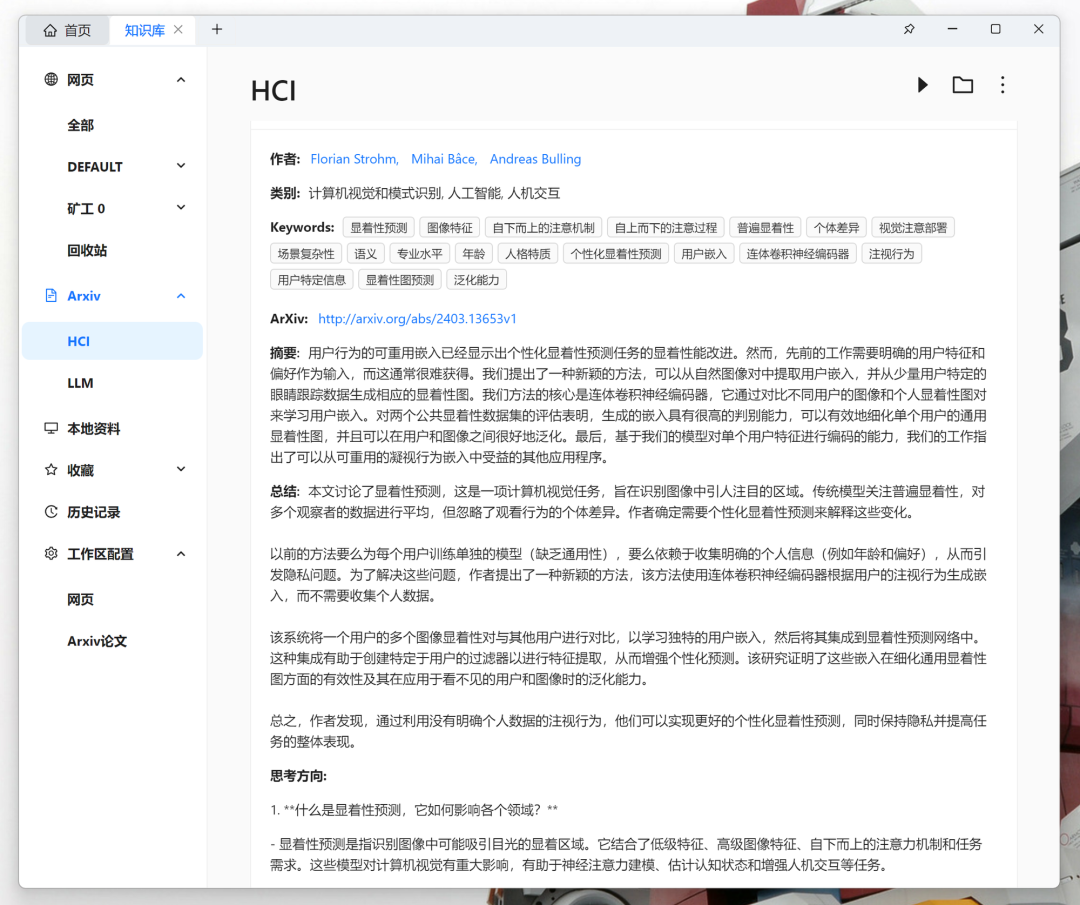 首页
知识库
网页
全部
DEFAULT
矿工 0
回收站
Arxiv
HCI
LLM
本地资料
收藏
历史记录
工作区配置
网页
Arxiv论文
HCI
作者: Florian Strohm, Mihai Bâce, Andreas Bulling
类别: 计算机视觉和模式识别, 人工智能, 人机交互
Keywords: 显着性预测 图像特征 自下而上的注意机制 自上而下的注意过程 普遍显着性 个体差异 视觉注意部署
场景复杂性 语义 专业水平 年龄 人格特质 个性化显着性预测 用户嵌入 连体卷积神经编码器 注视行为
用户特定信息 显着性图预测 泛化能力
ArXiv: http://arxiv.org/abs/2403.13653v1
摘要: 用户行为的可重用嵌入已经显示出个性化显着性预测任务的显着性能改进。然而，先前的工作需要明确的用户特征和
偏好作为输入，而这通常很难获得。我们提出了一种新颖的方法，可以从自然图像对中提取用户嵌入，并从少量用户特定的
眼睛跟踪数据生成相应的显着性图。我们方法的核心是连体卷积神经编码器，它通过对比不同用户的图像和个人显着性图对
来学习用户嵌入。对两个公共显着性数据集的评估表明，生成的嵌入具有很高的判别能力，可以有效地细化单个用户的通用
显着性图，并且可以在用户和图像之间很好地泛化。最后，基于我们的模型对单个用户特征进行编码的能力，我们的工作指
出了可以从可重用的凝视行为嵌入中受益的其他应用程序。
总结: 本文讨论了显着性预测，这是一项计算机视觉任务，旨在识别图像中引人注目的区域。传统模型关注普遍显着性，对
多个观察者的数据进行平均，但忽略了观看行为的个体差异。作者确定需要个性化显着性预测来解释这些变化。
以前的方法要么为每个用户训练单独的模型（缺乏通用性），要么依赖于收集明确的个人信息（例如年龄和偏好），从而引
发隐私问题。为了解决这些问题，作者提出了一种新颖的方法，该方法使用连体卷积神经编码器根据用户的注视行为生成嵌
入，而不需要收集个人数据。
该系统将一个用户的多个图像显着性对与其他用户进行对比，以学习独特的用户嵌入，然后将其集成到显着性预测网络中。
这种集成有助于创建特定于用户的过滤器以进行特征提取，从而增强个性化预测。该研究证明了这些嵌入在细化通用显着性
图方面的有效性及其在应用于看不见的用户和图像时的泛化能力。
总之，作者发现，通过利用没有明确个人数据的注视行为，他们可以实现更好的个性化显着性预测，同时保持隐私并提高任
务的整体表现。
思考方向:
1. **什么是显着性预测，它如何影响各个领域？**
- 显着性预测是指识别图像中可能吸引目光的显着区域。它结合了低级特征、高级图像特征、自下而上的注意力机制和任务
需求。这些模型对计算机视觉有重大影响，有助于神经注意力建模、估计认知状态和增强人机交互等任务。